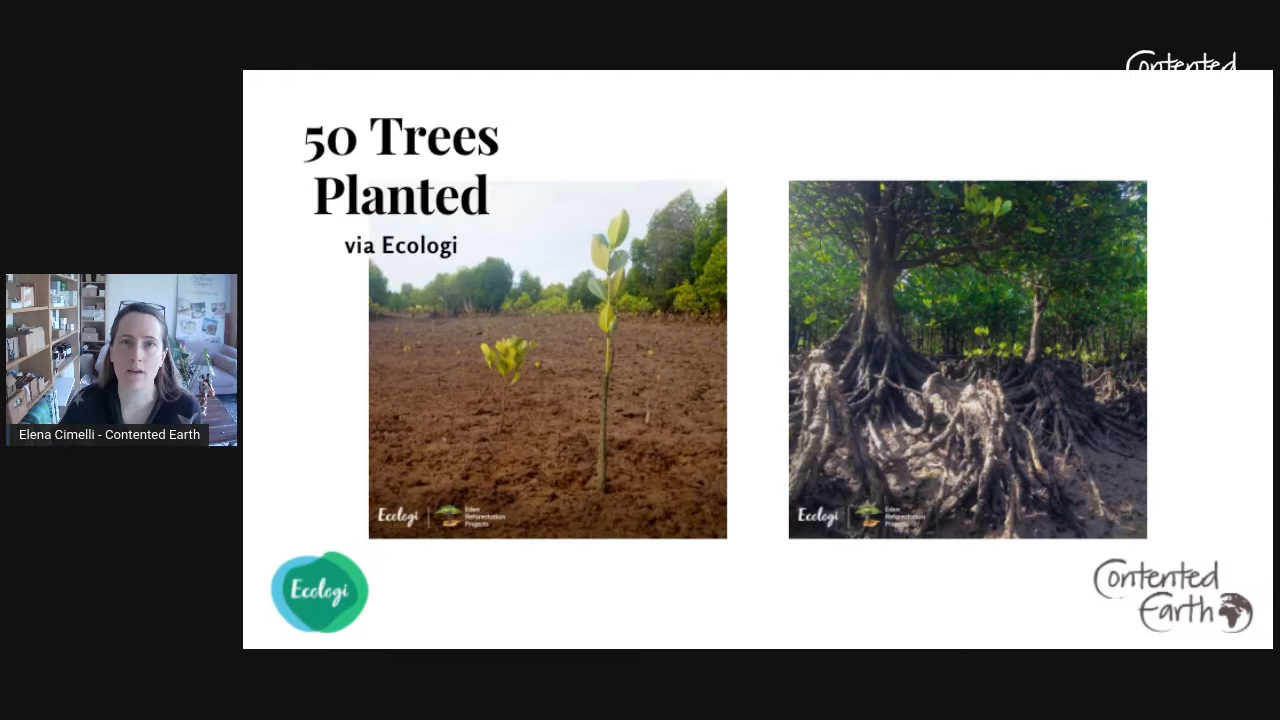 Contented
50 Trees
Planted
via Ecologi
Elena Cimelli - Contented Earth
Ecologi
Eden
Reforestation
Projects
Ecologi
Eden
Reforestation
Projects
Ecologi
Contented
Earth